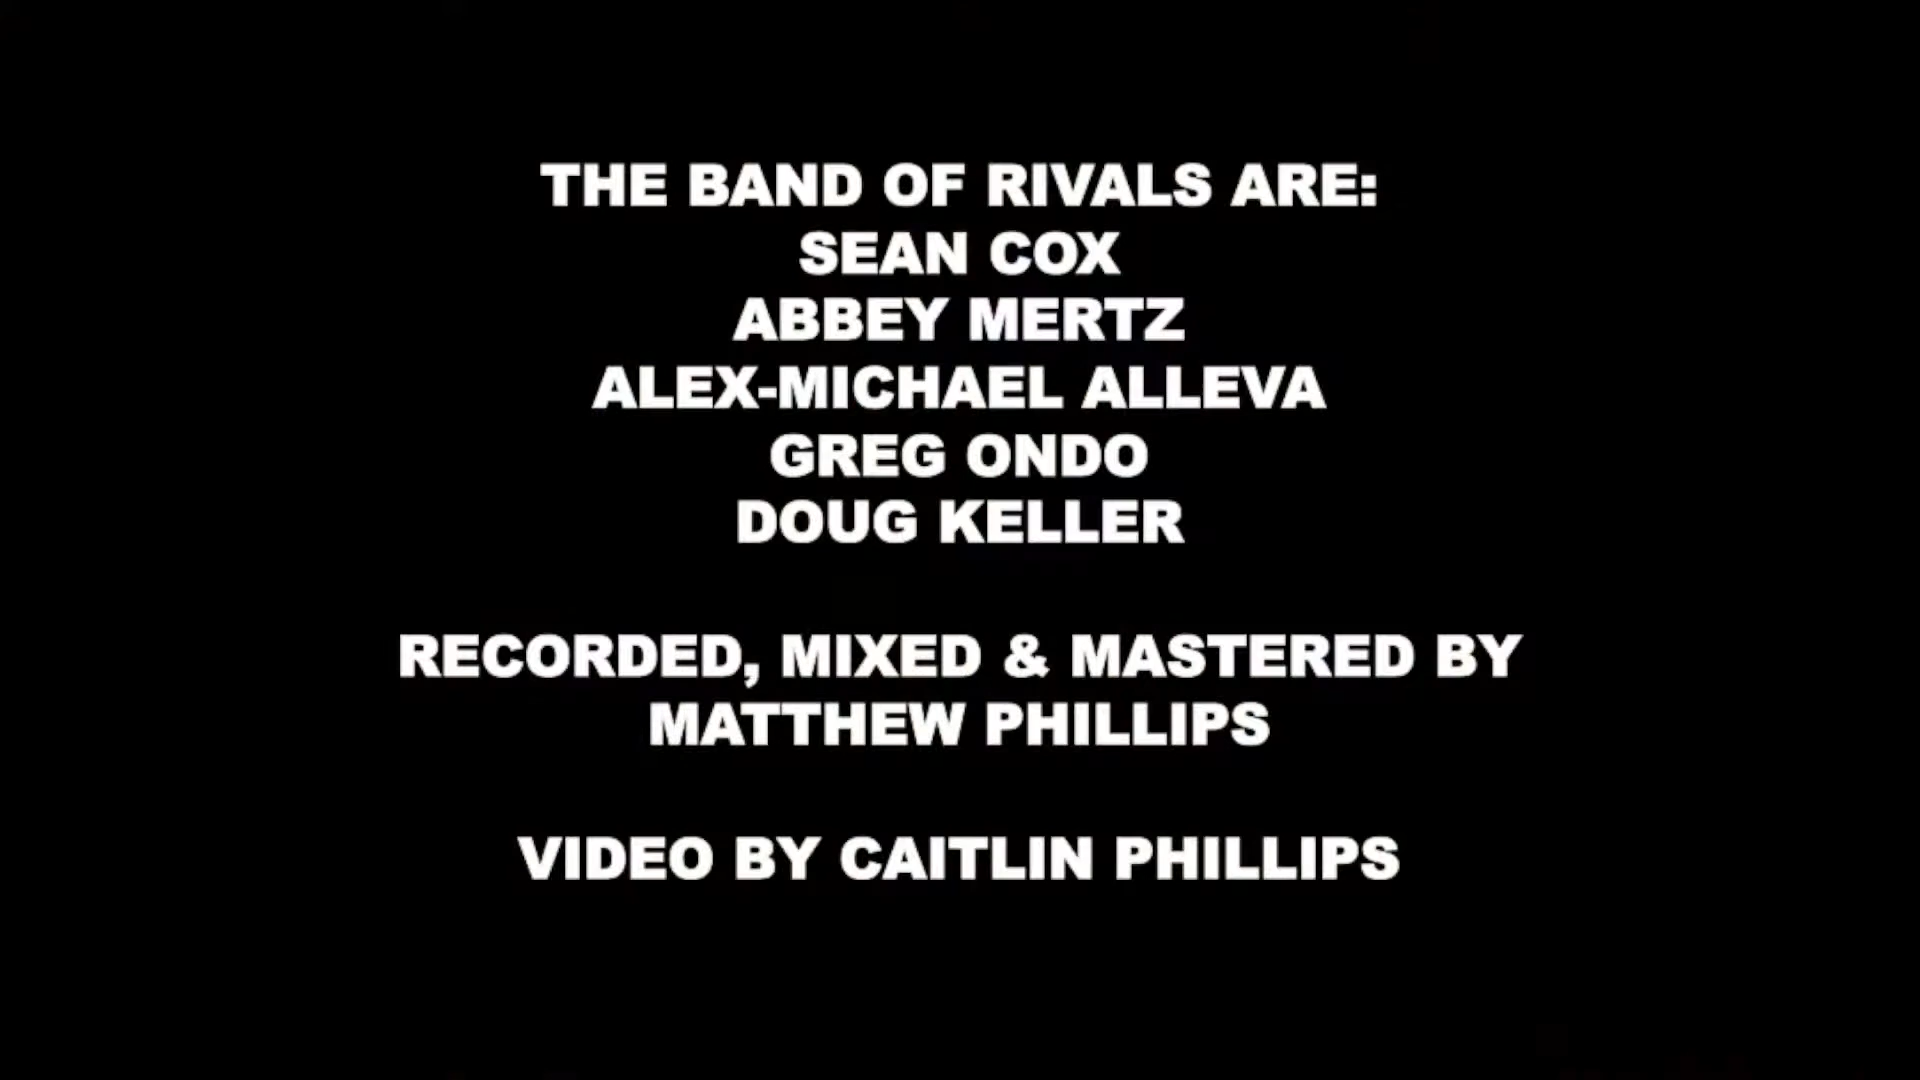 THE BAND OF RIVALS ARE:
SEAN COX
ABBEY MERTZ
ALEX-MICHAEL ALLEVA
GREG ONDO
DOUG KELLER
RECORDED, MIXED & MASTERED BY
MATTHEW PHILLIPS
VIDEO BY CAITLIN PHILLIPS